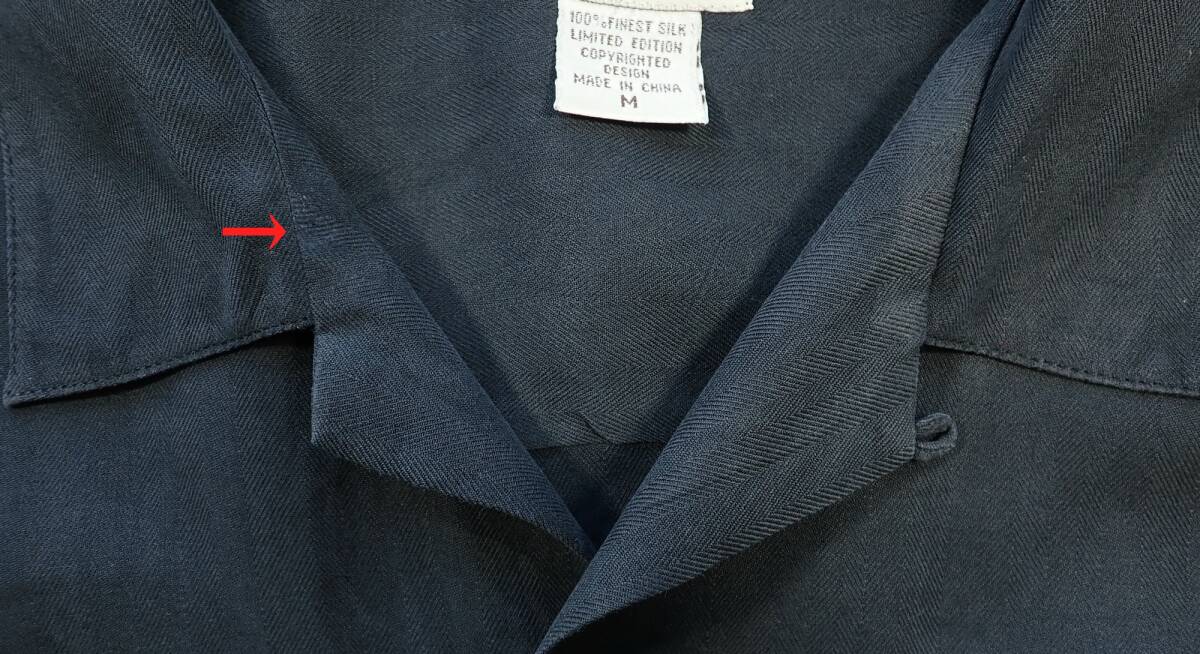 100%FINEST SILK
LIMITED EDITION
COPYRIGHTED
DESIGN
MADE IN CHINA
M